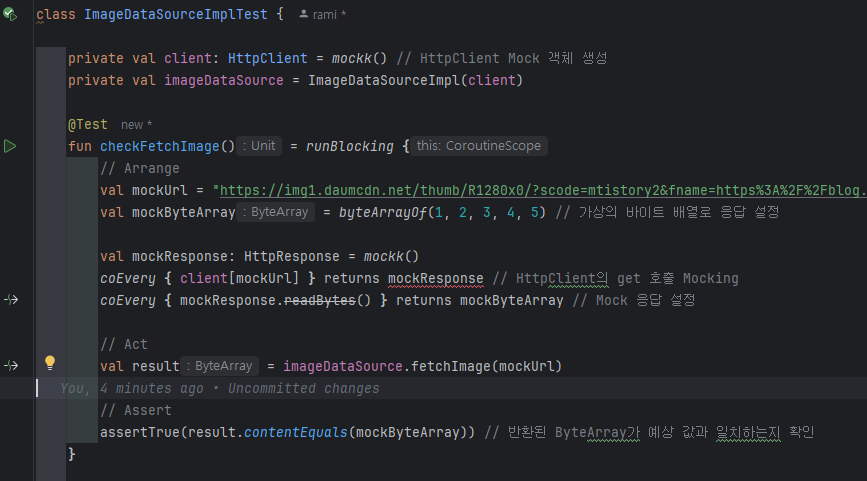 class ImageDataSourceImplTest { rami *
private val client: HttpClient = mockk() // HttpClient Mock 객체 생성
private val imageDataSource = ImageDataSourceImpl(client)
@Test new *
fun checkFetchImage() : Unit = runBlocking { this: CoroutineScope
// Arrange
val mockUrl = "https://img1.daumcdn.net/thumb/R1280x0/?scode=mtistory2&fname=https%3A%2F%2Fblog.
val mockByteArray : ByteArray = byteArrayOf(1, 2, 3, 4, 5) // 가상의 바이트 배열로 응답 설정
val mockResponse: HttpResponse = mockk()
coEvery { client[mockUrl] } returns mockResponse // HttpClient의 get 호출 Mocking
coEvery { mockResponse.readBytes() } returns mockByteArray // Mock 응답 설정
// Act
val result : ByteArray = imageDataSource.fetchImage(mockUrl)
You, 4 minutes ago • Uncommitted changes
// Assert
assertTrue(result.contentEquals(mockByteArray)) // 반환된 ByteArray가 예상 값과 일치하는지 확인
}